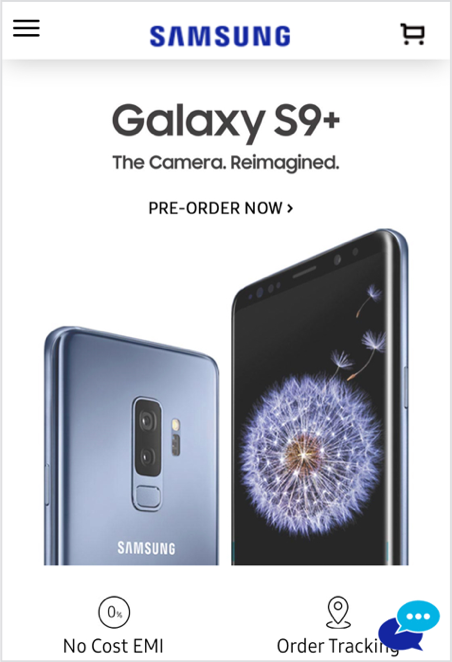 SAMSUNG
Galaxy S9+
The Camera. Reimagined.
PRE-ORDER NOW >
SAMSUNG
0%
No Cost EMI
Order Tracking